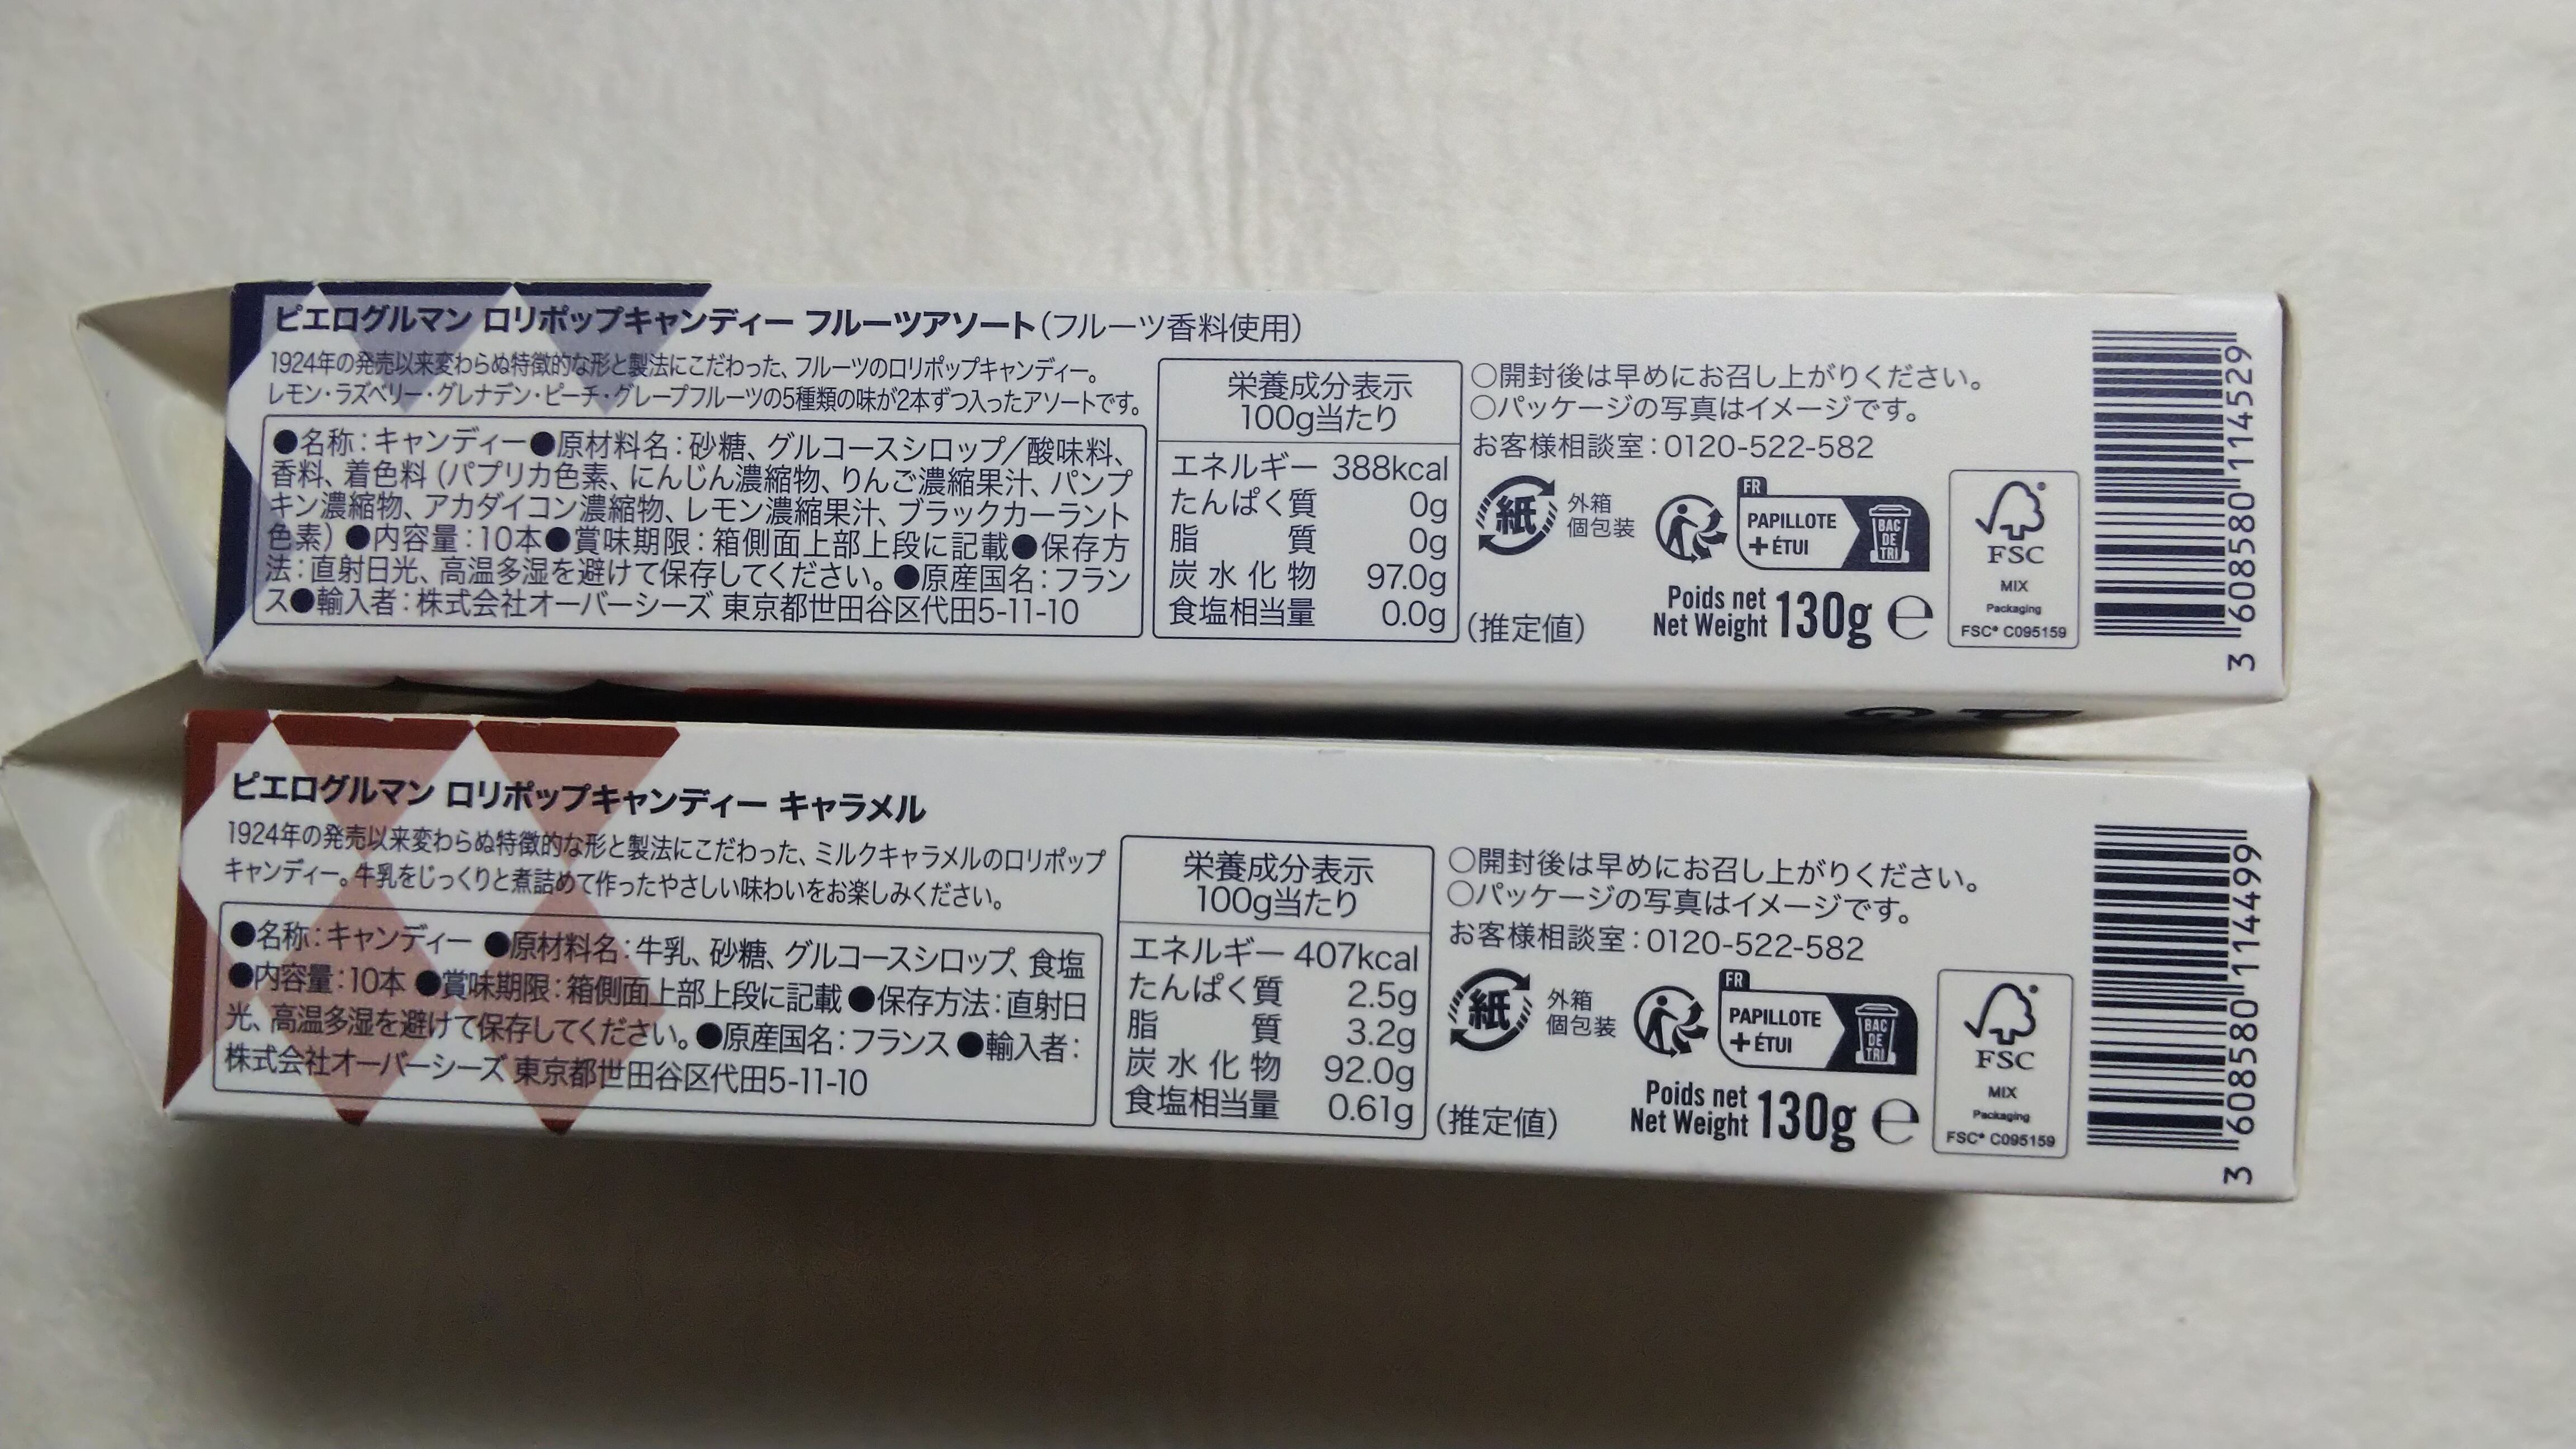 ピエログルマン ロリポップキャンディー フルーツアソート(フルーツ香料使用)
1924年の発売以来変わらぬ特徴的な形と製法にこだわった、フルーツのロリポップキャンディー。
レモン・ラズベリー・グレナデン・ピーチ・グレープフルーツの5種類の味が2本ずつ入ったアソートです。
●名称:キャンディー●原材料名:砂糖、グルコースシロップ/酸味料、
香料、着色料(パプリカ色素、にんじん濃縮物、りんご濃縮果汁、パンプ
キン濃縮物、アカダイコン濃縮物、レモン濃縮果汁、ブラックカーラント
色素)●内容量:10本●賞味期限:箱側面上部上段に記載●保存方
法:直射日光、高温多湿を避けて保存してください。●原産国名:フラン
ス●輸入者:株式会社オーバーシーズ 東京都世田谷区代田5-11-10
栄養成分表示
100g当たり
エネルギー 388kcal
たんぱく質 0g
脂質 0g
炭水化物 97.0g
食塩相当量 0.0g
(推定値)
○開封後は早めにお召し上がりください。
○パッケージの写真はイメージです。
お客様相談室:0120-522-582
紙
外箱
個包装
FR
PAPILLOTE
+ÉTUI
BAC
DE
TRI
Poids net
Net Weight 130g ℮
FSC
MIX
Packaging
FSC® C095159
3 608580 114529
ピエログルマン ロリポップキャンディー キャラメル
1924年の発売以来変わらぬ特徴的な形と製法にこだわった、ミルクキャラメルのロリポップ
キャンディー。牛乳をじっくりと煮詰めて作ったやさしい味わいをお楽しみください。
●名称:キャンディー ●原材料名:牛乳、砂糖、グルコースシロップ、食塩
●内容量:10本 ●賞味期限:箱側面上部上段に記載 ●保存方法:直射日
光、高温多湿を避けて保存してください。●原産国名:フランス ●輸入者:
株式会社オーバーシーズ 東京都世田谷区代田5-11-10
栄養成分表示
100g当たり
エネルギー 407kcal
たんぱく質 2.5g
脂質 3.2g
炭水化物 92.0g
食塩相当量 0.61g
(推定値)
○開封後は早めにお召し上がりください。
○パッケージの写真はイメージです。
お客様相談室:0120-522-582
紙
外箱
個包装
FR
PAPILLOTE
+ÉTUI
BAC
DE
TRI
Poids net
Net Weight 130g ℮
FSC
MIX
Packaging
FSC® C095159
3 608580 114499